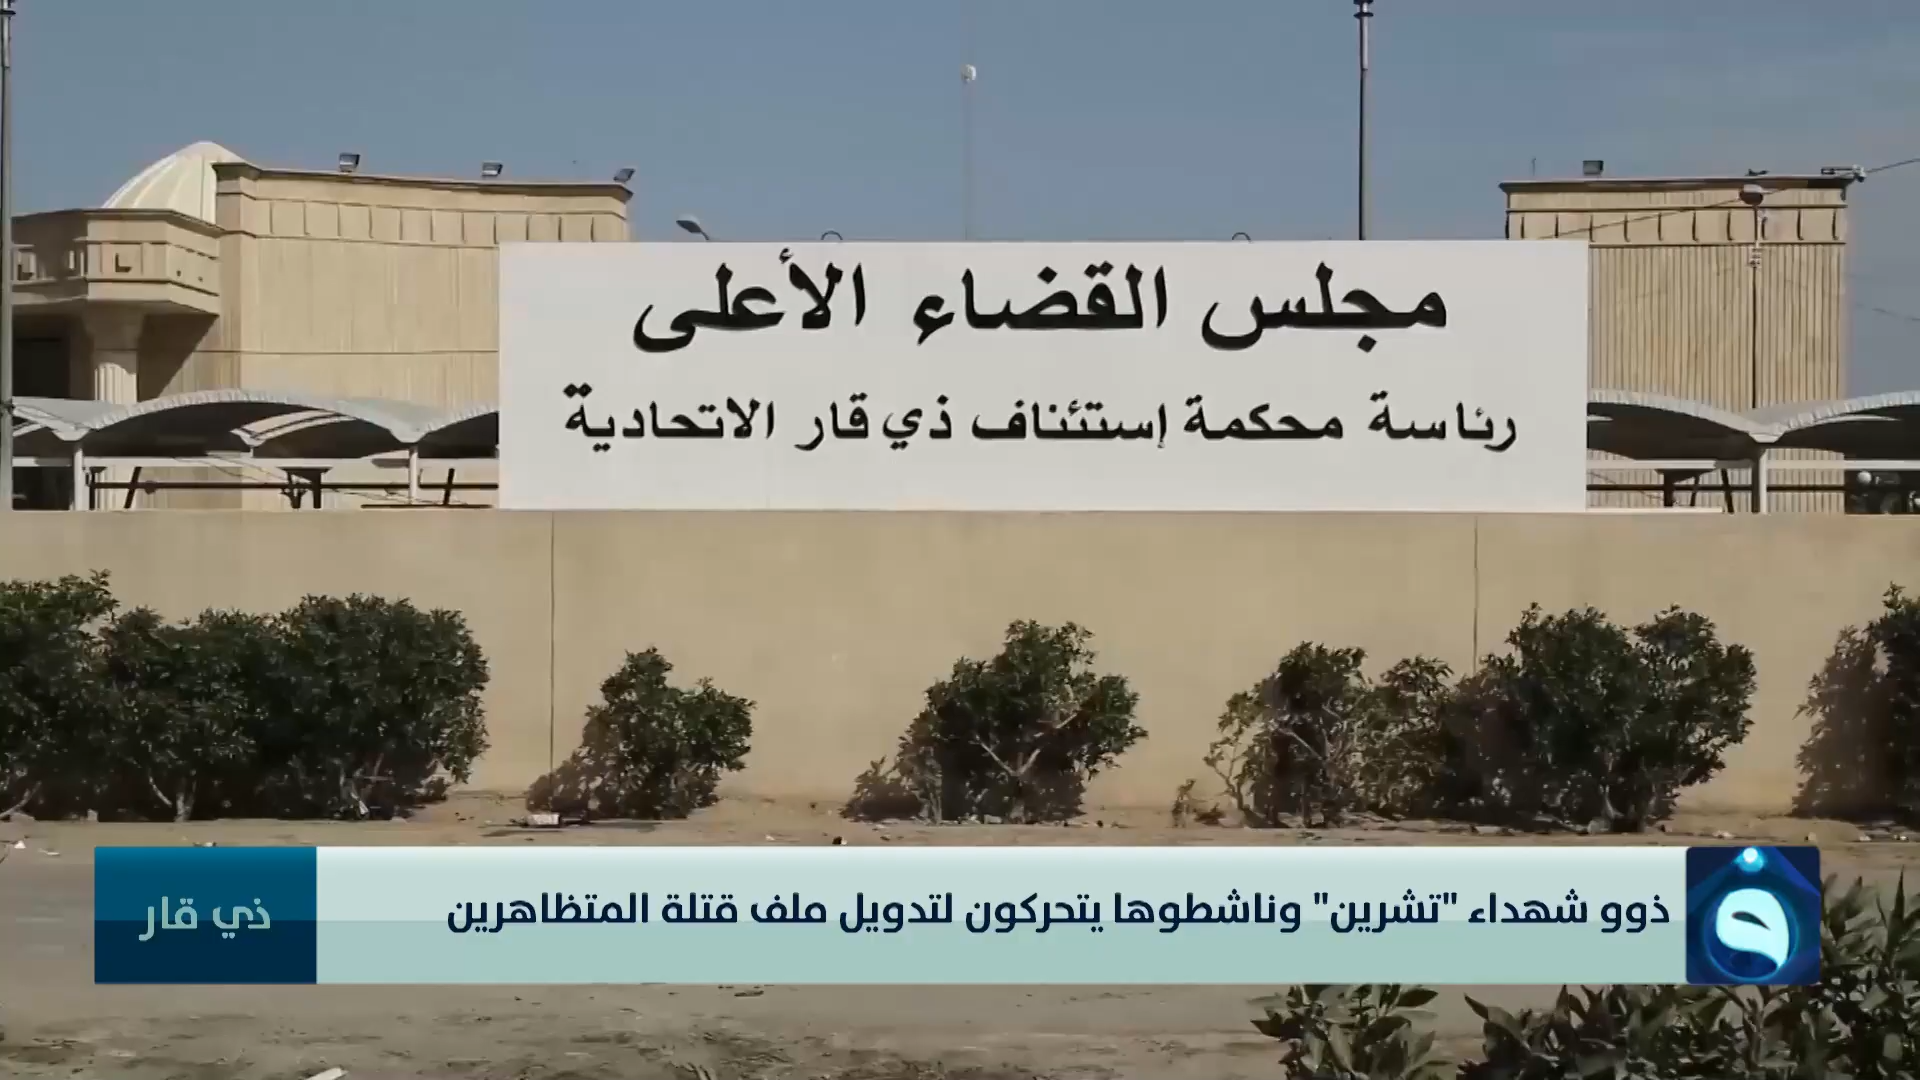 مجلس القضاء الأعلى
رئاسة محكمة إستئناف ذي قار الاتحادية
ذوو شهداء "تشرين" وناشطوها يتحركون لتدويل ملف قتلة المتظاهرين
ذي قار